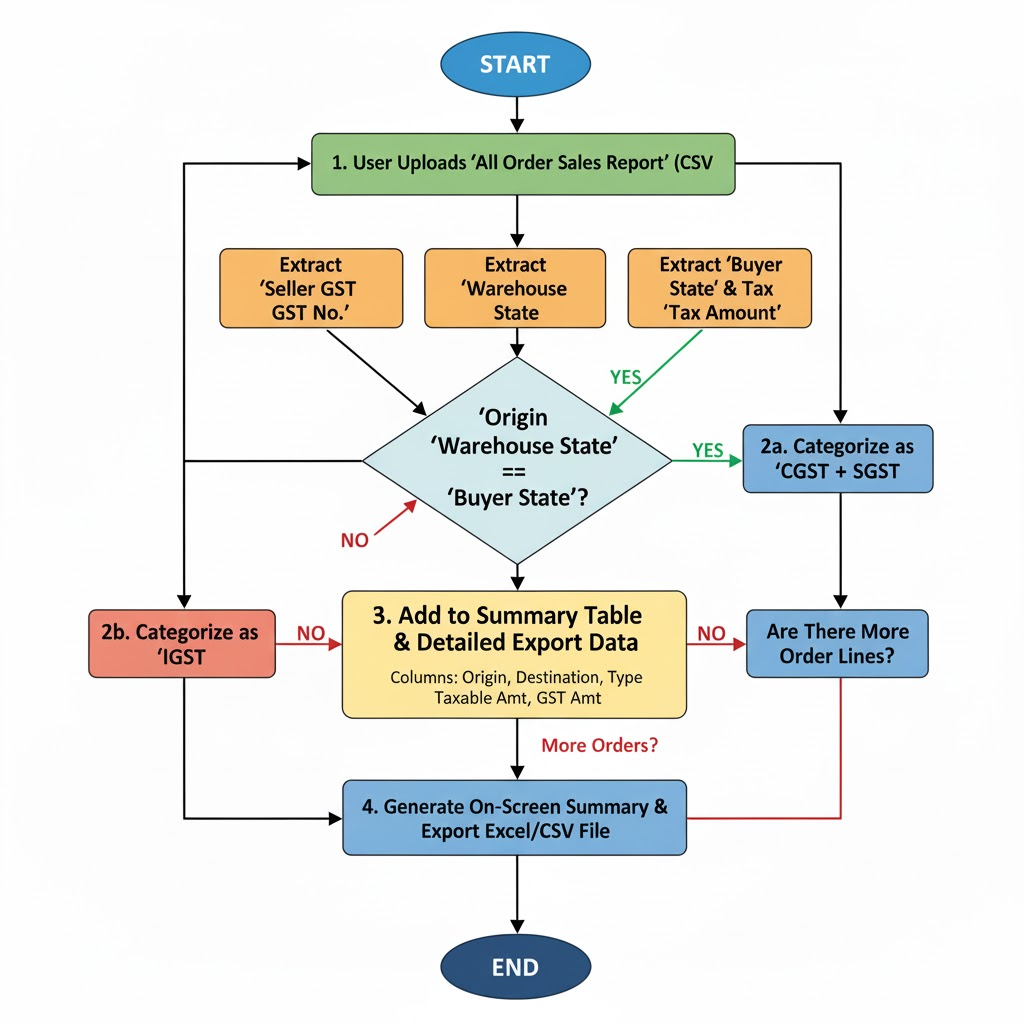 START
1. User Uploads ‘All Order Sales Report’ (CSV
Extract
‘Seller GST
GST No.’
Extract
‘Warehouse
State
Extract ‘Buyer
State’ & Tax
‘Tax Amount’
YES
‘Origin
‘Warehouse State’
==
‘Buyer State’?
YES
2a. Categorize as
‘CGST + SGST
NO
2b. Categorize as
‘IGST
NO
3. Add to Summary Table
& Detailed Export Data
Columns: Origin, Destination, Type
Taxable Amt, GST Amt
NO
Are There More
Order Lines?
More Orders?
4. Generate On-Screen Summary &
Export Excel/CSV File
END